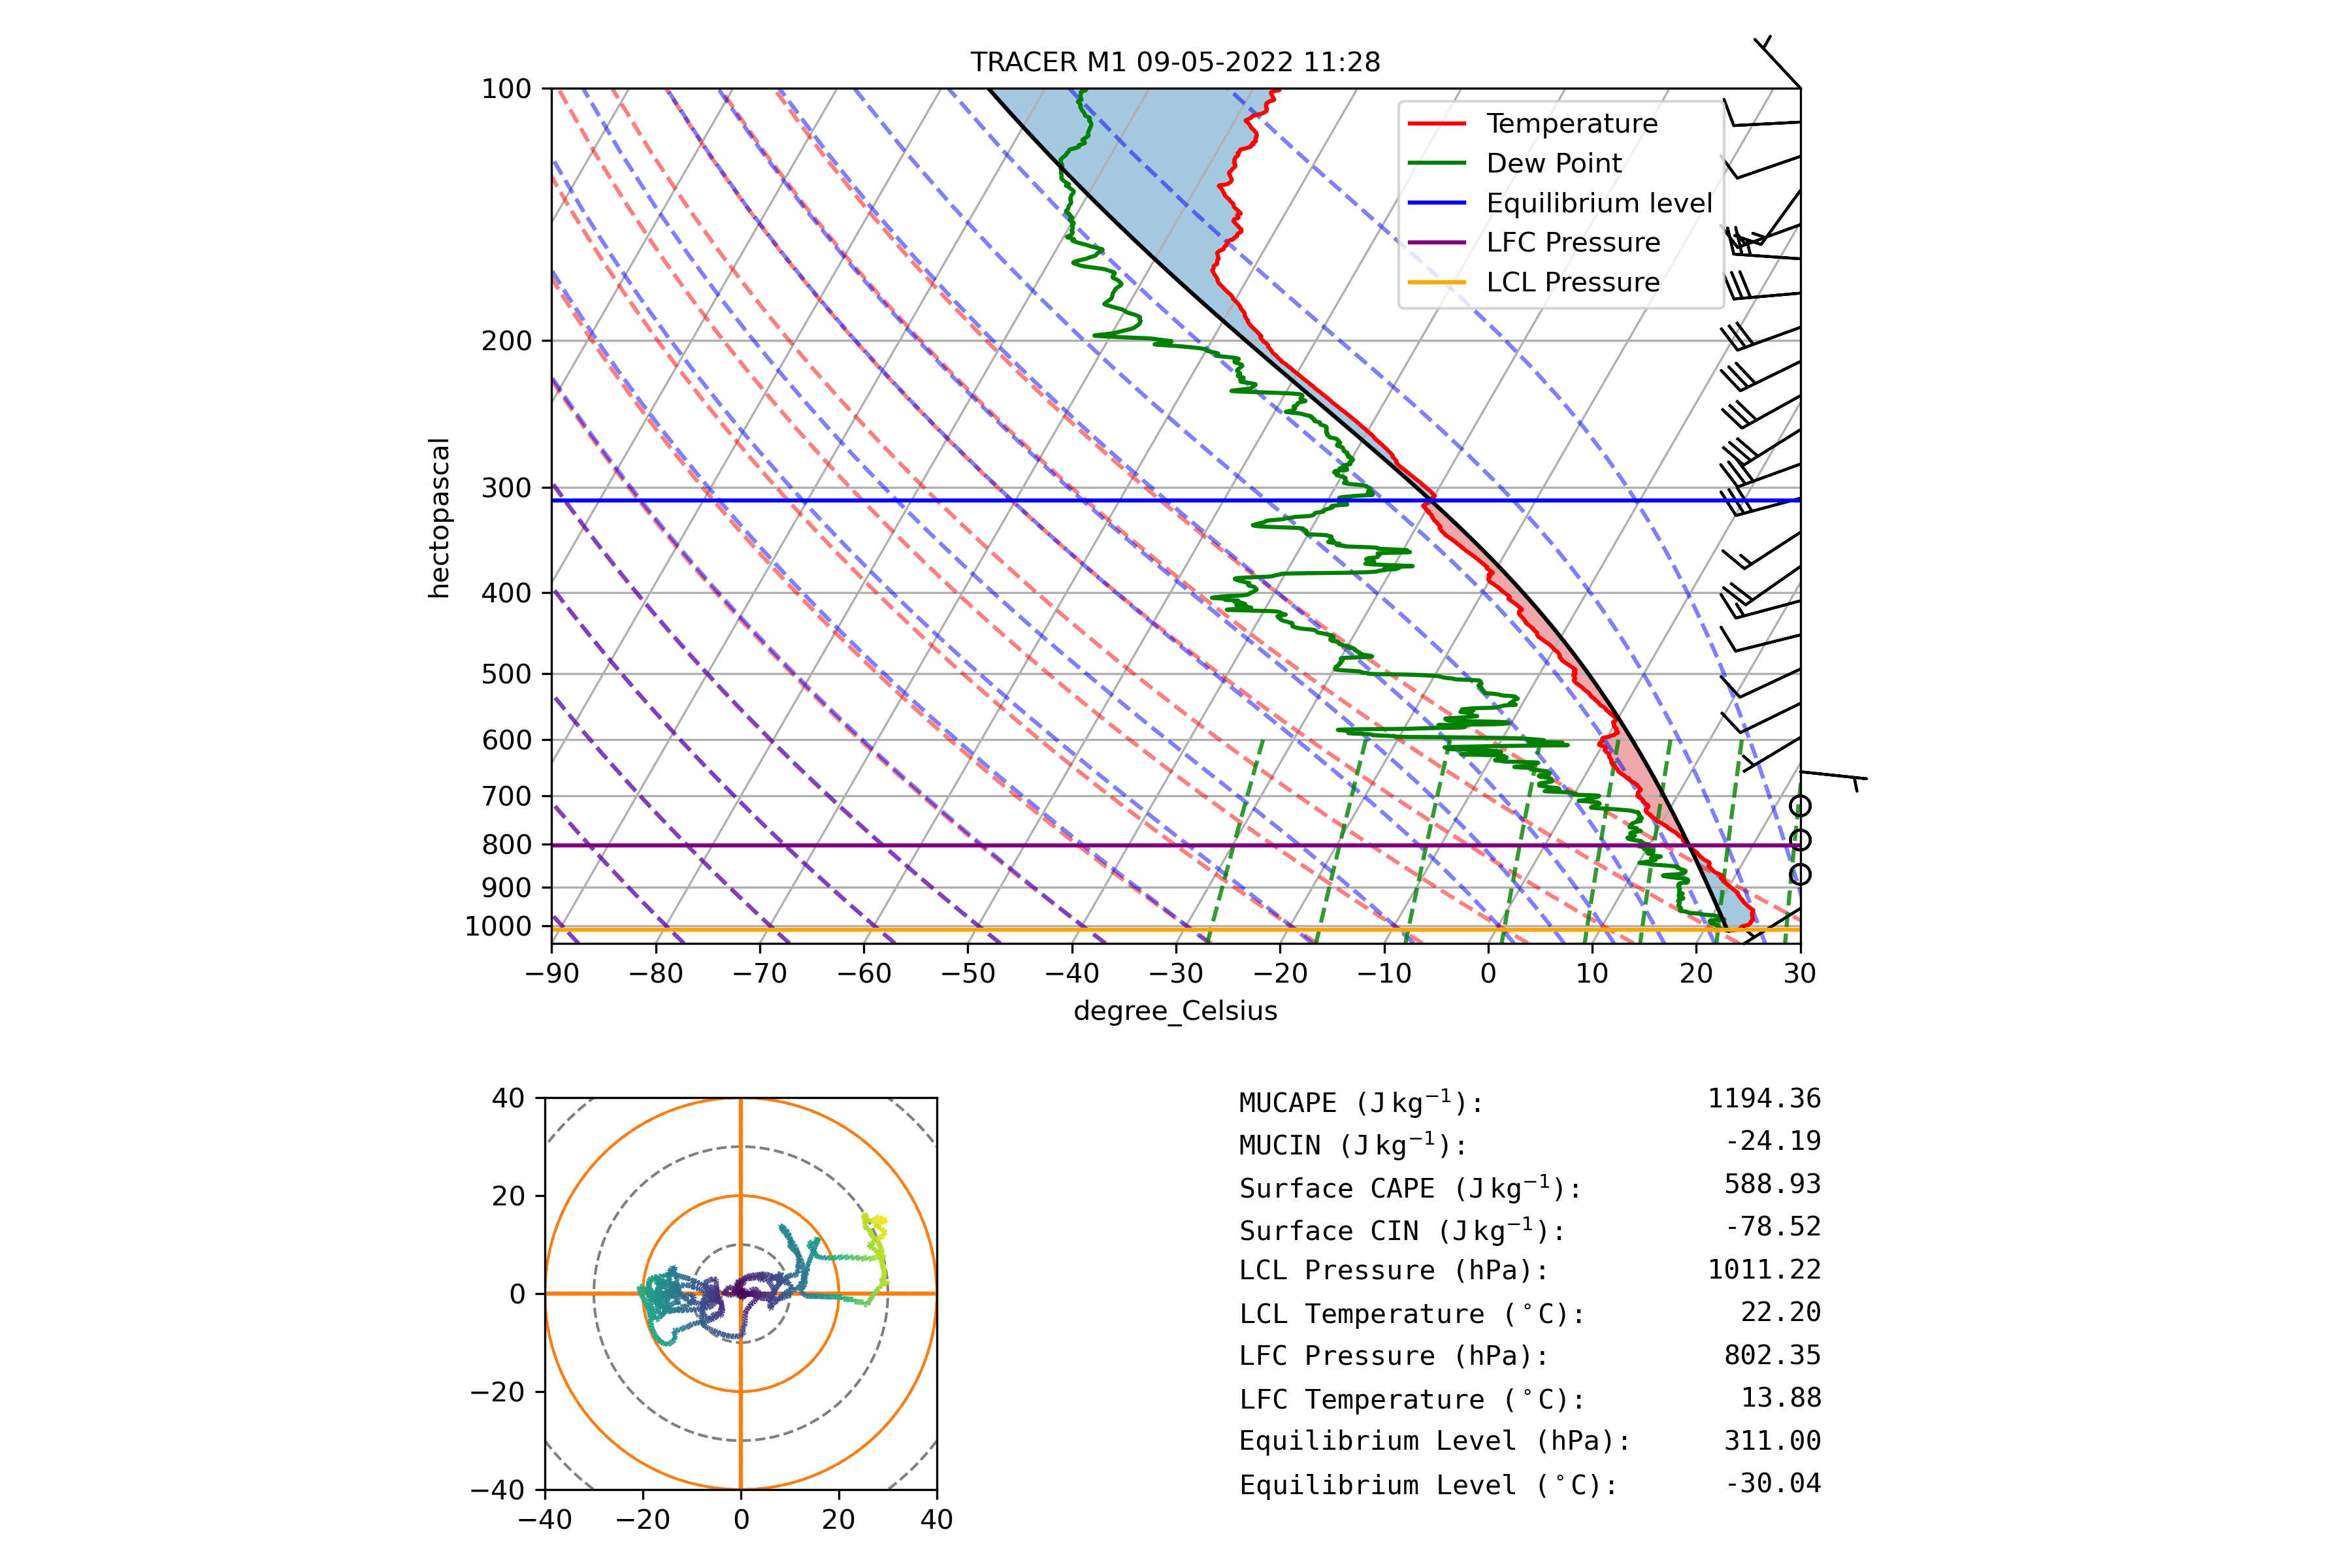 TRACER M1 09-05-2022 11:28
100
200
300
400
500
600
700
800
900
1000
hectopascal
Temperature
Dew Point
Equilibrium level
LFC Pressure
LCL Pressure
−90 −80 −70 −60 −50 −40 −30 −20 −10 0 10 20 30
degree_Celsius
40
20
0
−20
−40
−40 −20 0 20 40
MUCAPE (J kg⁻¹): 1194.36
MUCIN (J kg⁻¹): -24.19
Surface CAPE (J kg⁻¹): 588.93
Surface CIN (J kg⁻¹): -78.52
LCL Pressure (hPa): 1011.22
LCL Temperature (°C): 22.20
LFC Pressure (hPa): 802.35
LFC Temperature (°C): 13.88
Equilibrium Level (hPa): 311.00
Equilibrium Level (°C): -30.04